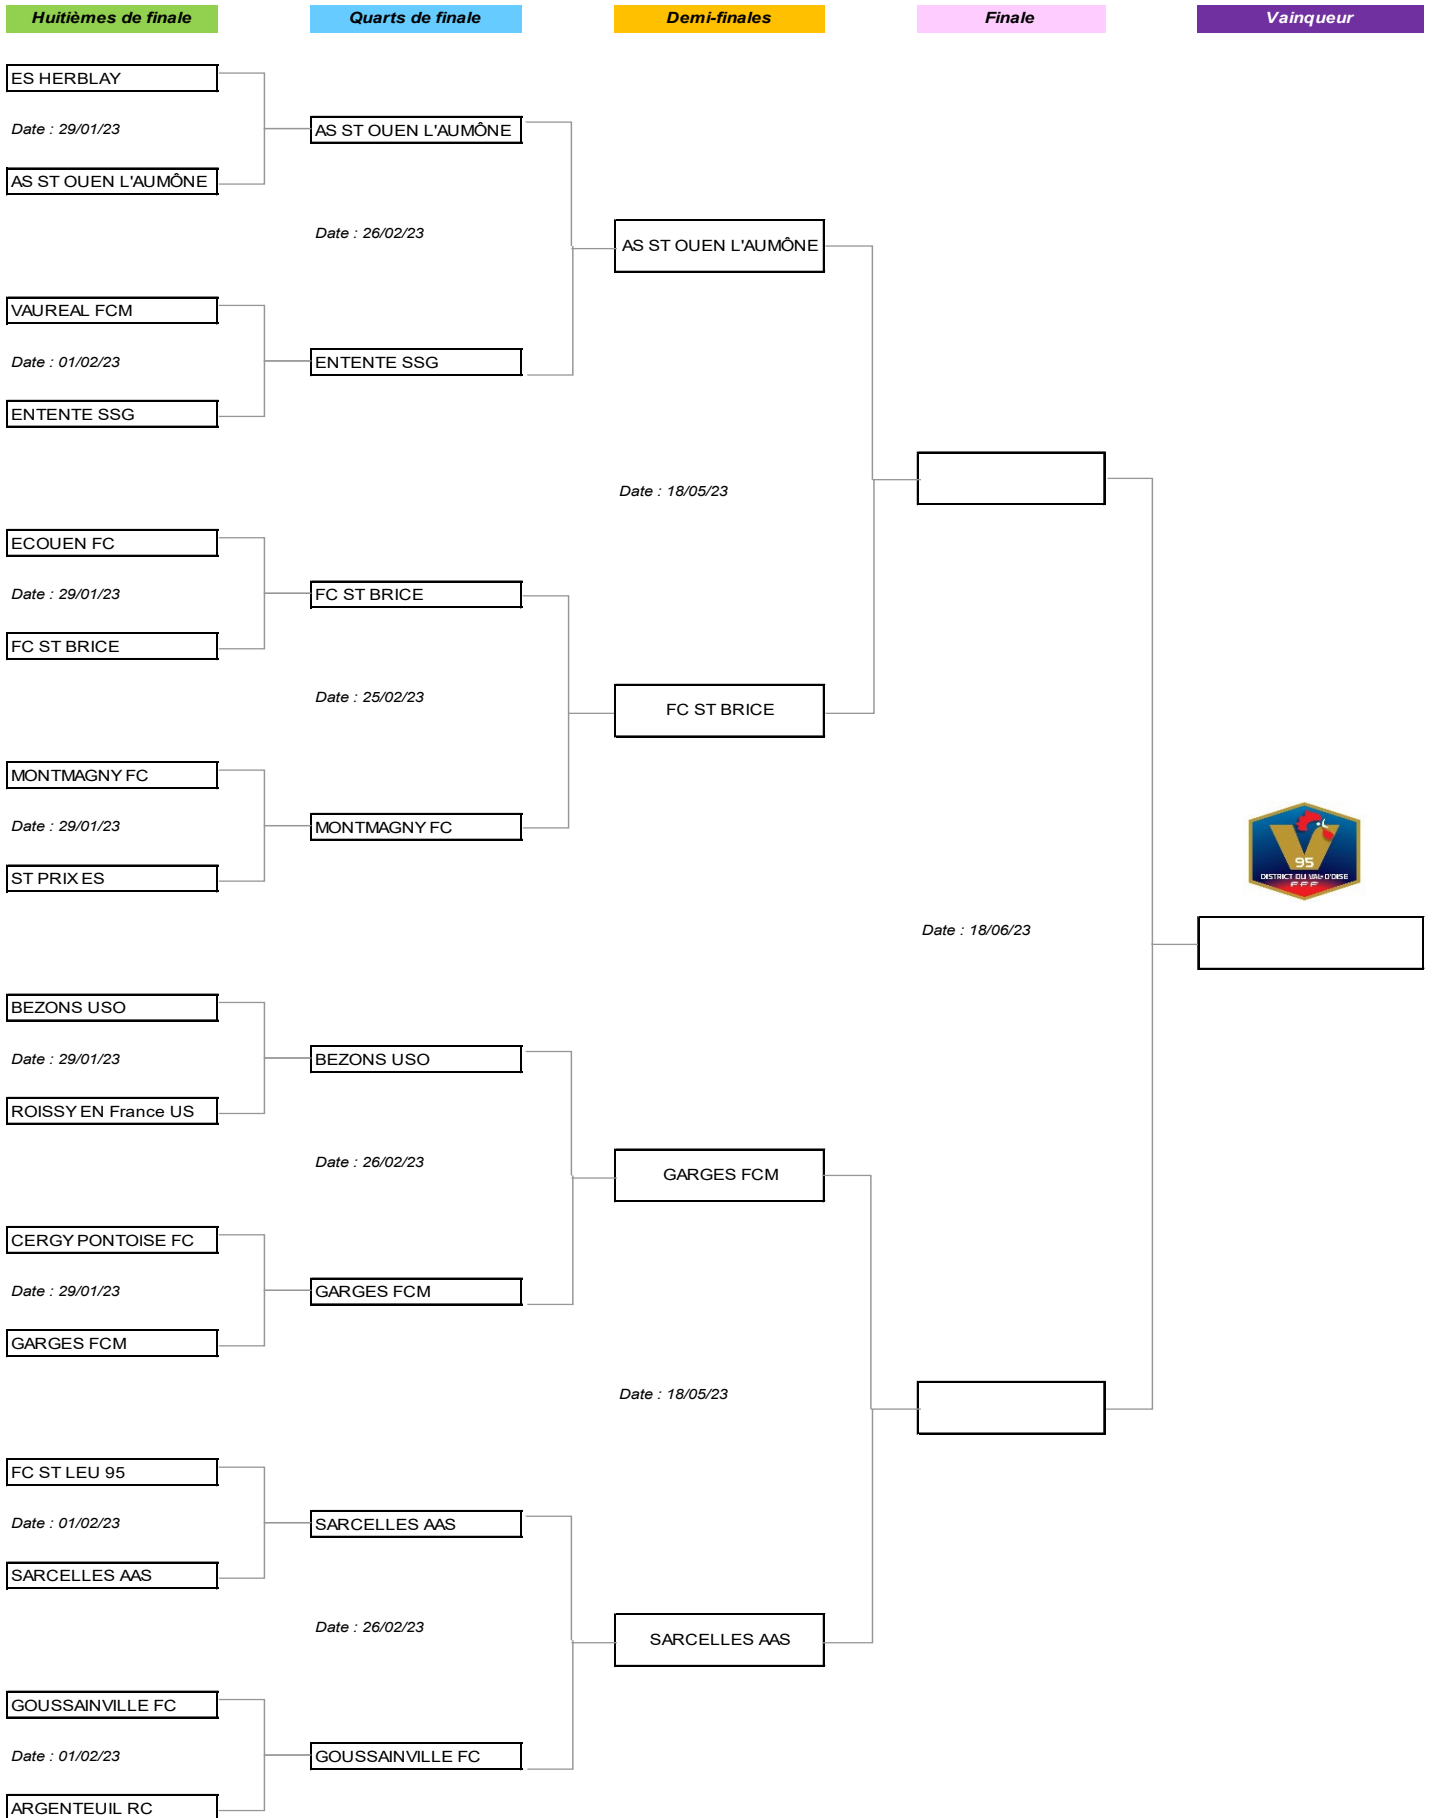 Huitièmes de finale
Quarts de finale
Demi-finales
Finale
Vainqueur
ES HERBLAY
Date : 29/01/23
AS ST OUEN L'AUMÔNE
AS ST OUEN L'AUMÔNE
Date : 26/02/23
AS ST OUEN L'AUMÔNE
VAUREAL FCM
Date : 01/02/23
ENTENTE SSG
ENTENTE SSG
Date : 18/05/23
ECOUEN FC
Date : 29/01/23
FC ST BRICE
FC ST BRICE
Date : 25/02/23
FC ST BRICE
MONTMAGNY FC
Date : 29/01/23
MONTMAGNY FC
ST PRIX ES
95
DISTRICT DU VAL-D'OISE
FFF
Date : 18/06/23
BEZONS USO
Date : 29/01/23
BEZONS USO
ROISSY EN France US
Date : 26/02/23
GARGES FCM
CERGY PONTOISE FC
Date : 29/01/23
GARGES FCM
GARGES FCM
Date : 18/05/23
FC ST LEU 95
Date : 01/02/23
SARCELLES AAS
SARCELLES AAS
Date : 26/02/23
SARCELLES AAS
GOUSSAINVILLE FC
Date : 01/02/23
GOUSSAINVILLE FC
ARGENTEUIL RC